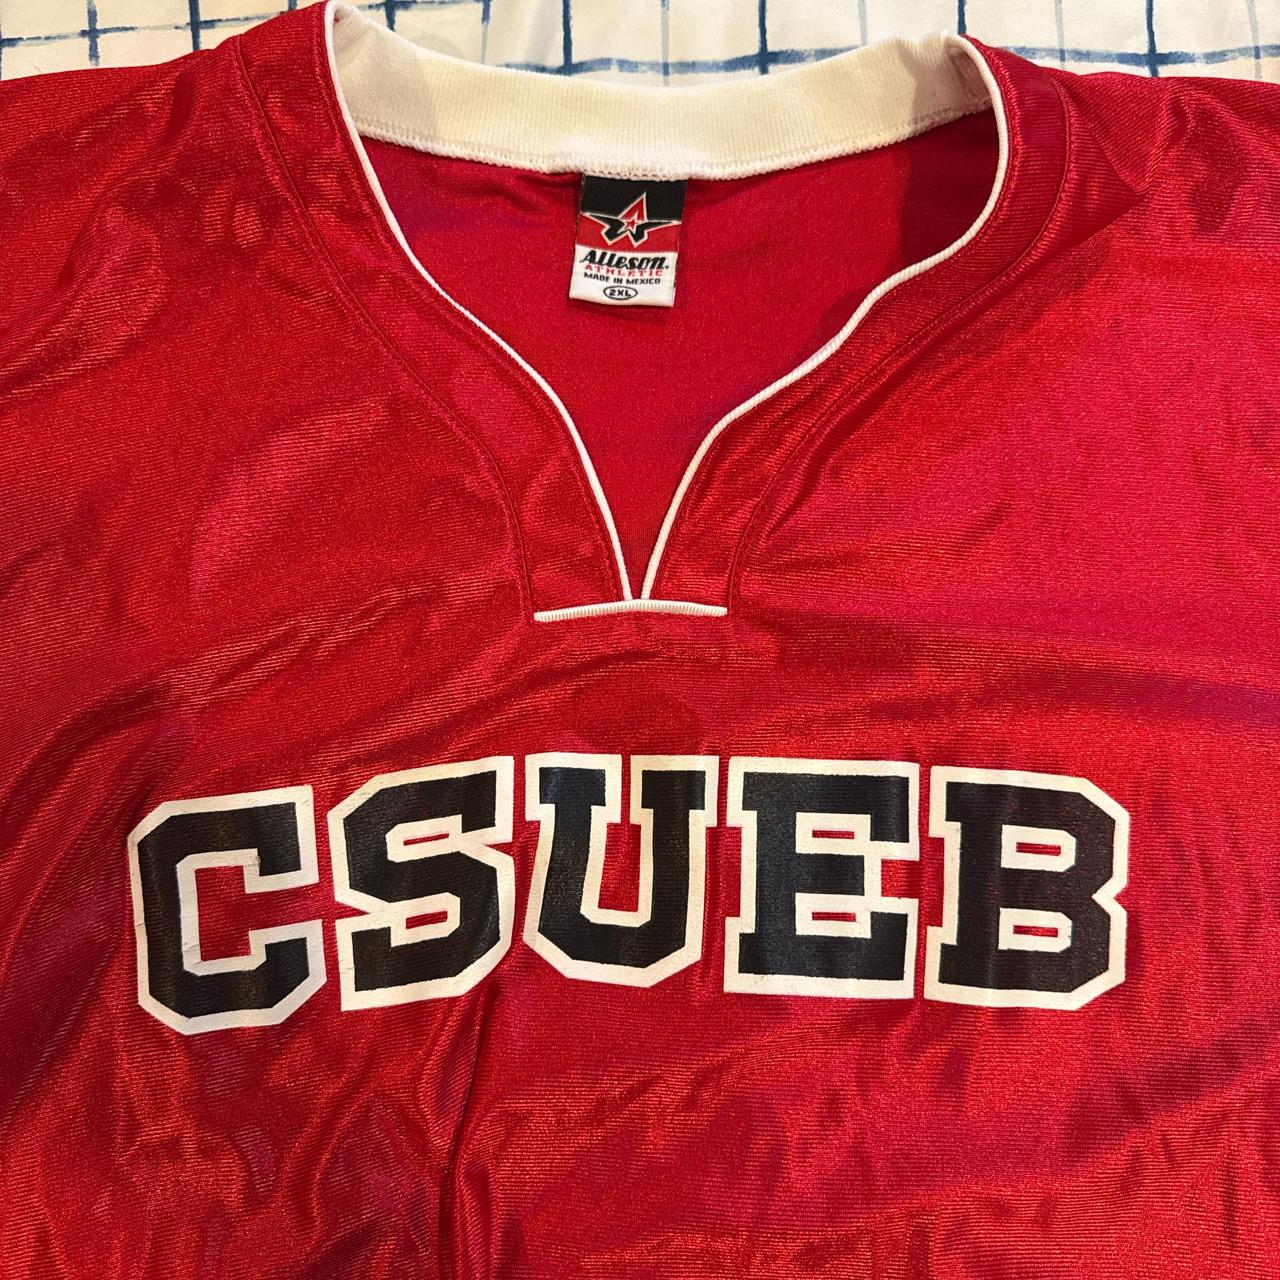 Alleson.
ATHLETIC
MADE IN MEXICO
2XL
CSUEB